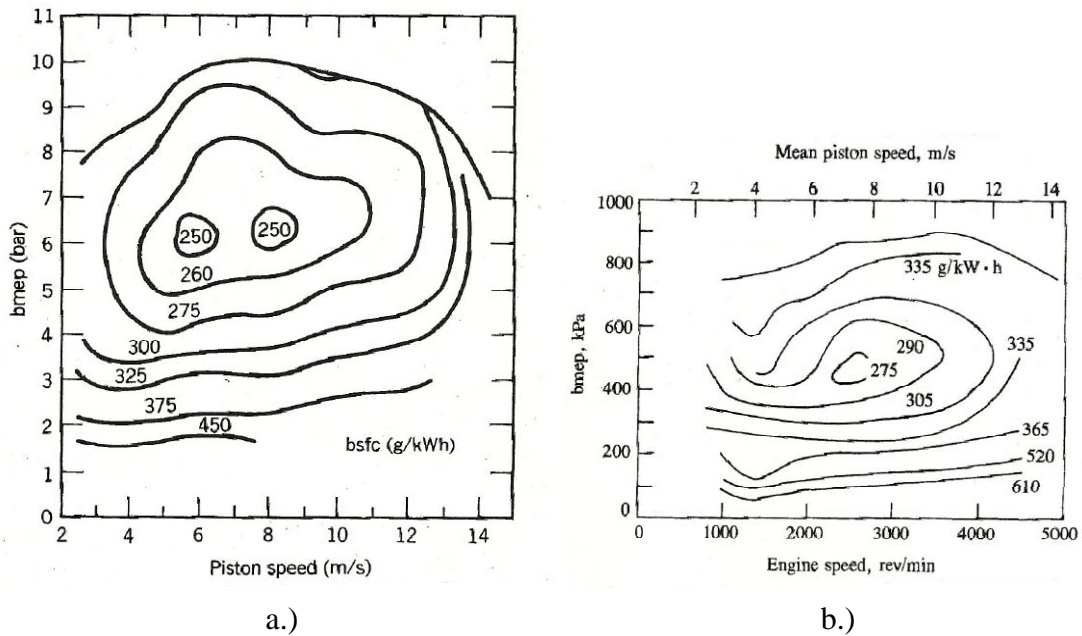 11
10
9
8
7
6
5
4
3
2
1
0
bmep (bar)
250
250
260
275
300
325
375
450
bsfc (g/kWh)
2 4 6 8 10 12 14
Piston speed (m/s)
a.)
Mean piston speed, m/s
2 4 6 8 10 12 14
1000
800
600
400
200
0
bmep, kPa
335 g/kW·h
290
275
335
305
365
520
610
0 1000 2000 3000 4000 5000
Engine speed, rev/min
b.)